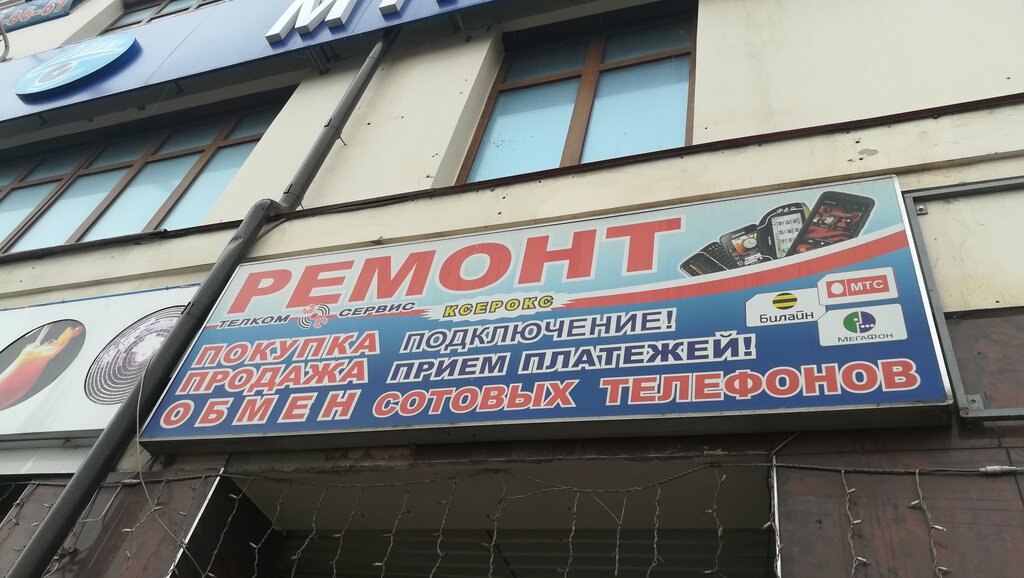 РЕМОНТ
ТЕЛКОМ СЕРВИС КСЕРОКС
ПОКУПКА ПОДКЛЮЧЕНИЕ!
ПРОДАЖА ПРИЕМ ПЛАТЕЖЕЙ!
ОБМЕН СОТОВЫХ ТЕЛЕФОНОВ
Билайн
МТС
МЕГАФОН